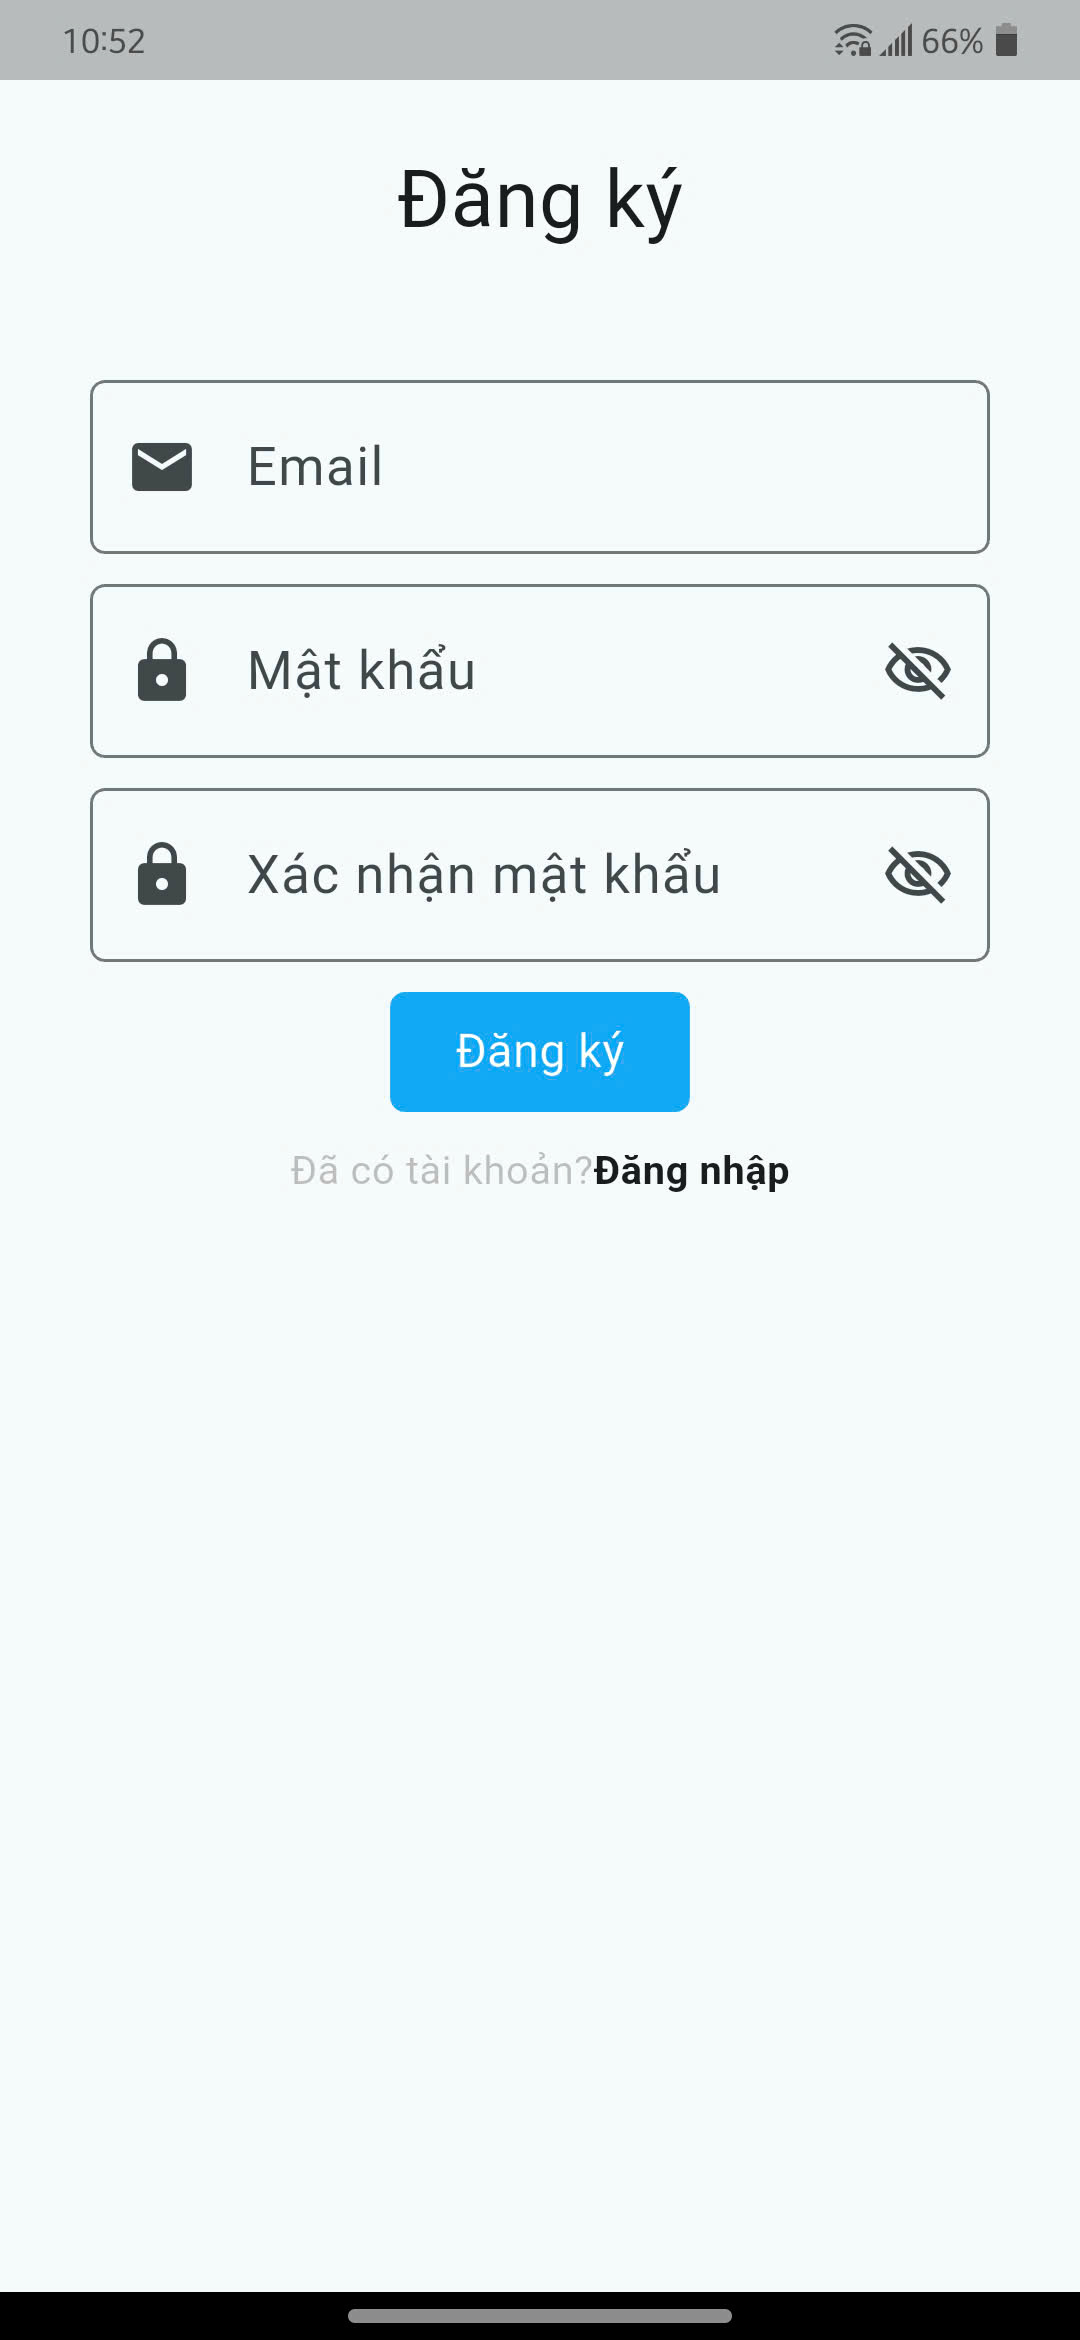 10:52 66%
Đăng ký
Email
Mật khẩu
Xác nhận mật khẩu
Đăng ký
Đã có tài khoản?Đăng nhập